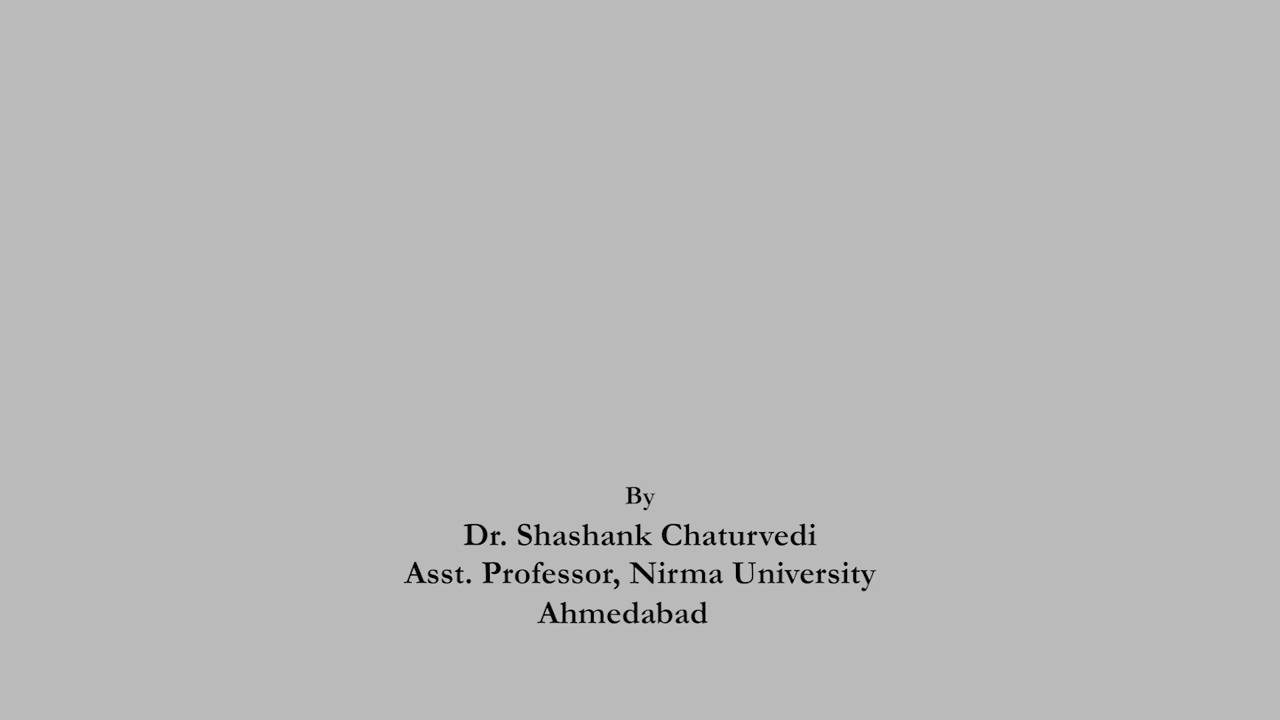 By
Dr. Shashank Chaturvedi
Asst. Professor, Nirma University
Ahmedabad